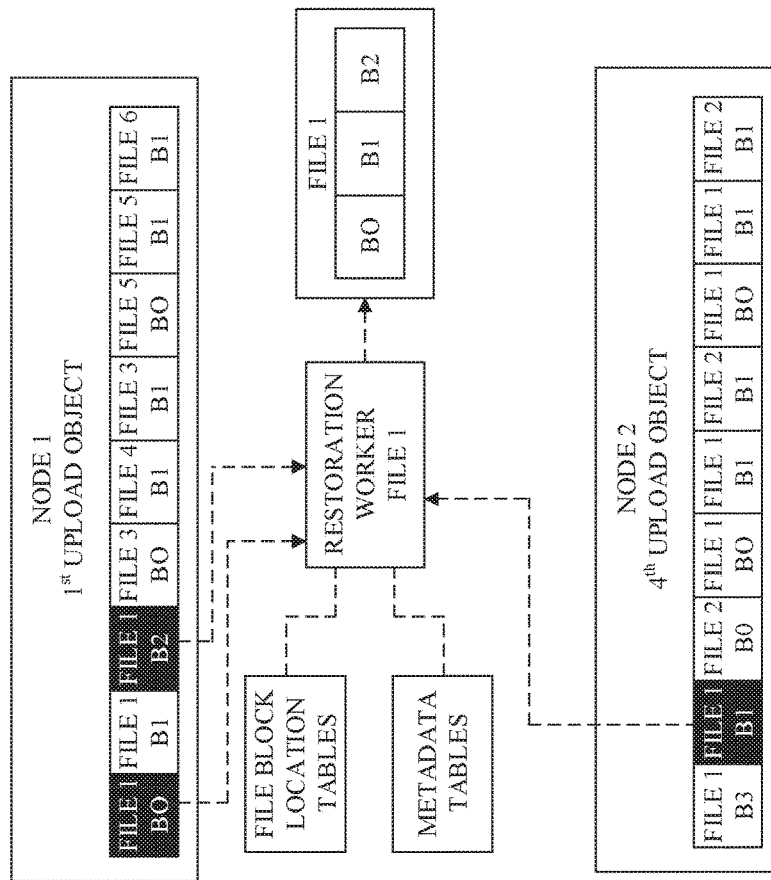 NODE 1
1st UPLOAD OBJECT
FILE 1
BO
FILE 1
B1
FILE 1
B2
FILE 3
BO
FILE 4
B1
FILE 3
B1
FILE 5
BO
FILE 5
B1
FILE 6
B1
FILE BLOCK
LOCATION
TABLES
METADATA
TABLES
RESTORATION
WORKER
FILE 1
FILE 1
BO
B1
B2
NODE 2
4th UPLOAD OBJECT
FILE 1
B3
FILE 1
B1
FILE 2
B0
FILE 1
BO
FILE 1
B1
FILE 2
B1
FILE 1
BO
FILE 1
B1
FILE 2
B1